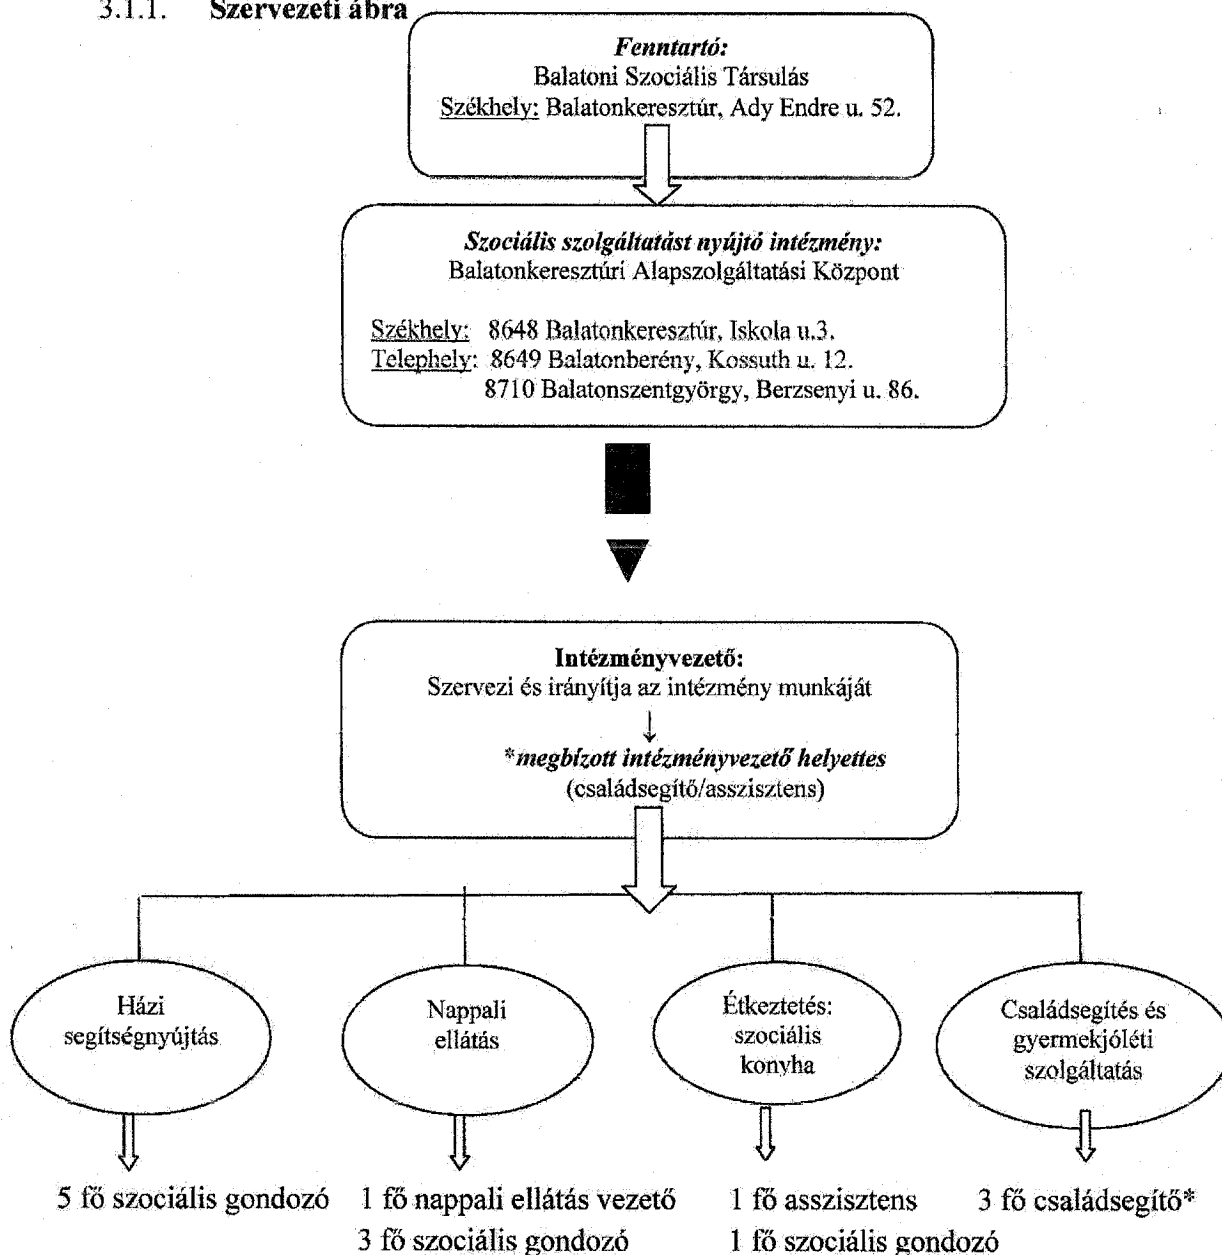 3.1.1. Szervezeti ábra
Fenntartó:
Balatoni Szociális Társulás
Székhely: Balatonkeresztúr, Ady Endre u. 52.
Szociális szolgáltatást nyújtó intézmény:
Balatonkeresztúri Alapszolgáltatási Központ
Székhely: 8648 Balatonkeresztúr, Iskola u.3.
Telephely: 8649 Balatonberény, Kossuth u. 12.
8710 Balatonszentgyörgy, Berzsenyi u. 86.
Intézményvezető:
Szervezi és irányítja az intézmény munkáját
*megbízott intézményvezető helyettes
(családsegítő/asszisztens)
Házi
segítségnyújtás
Nappali
ellátás
Étkeztetés:
szociális
konyha
Családsegítés és
gyermekjóléti
szolgáltatás
5 fő szociális gondozó
1 fő nappali ellátás vezető
3 fő szociális gondozó
1 fő asszisztens
1 fő szociális gondozó
3 fő családsegítő*